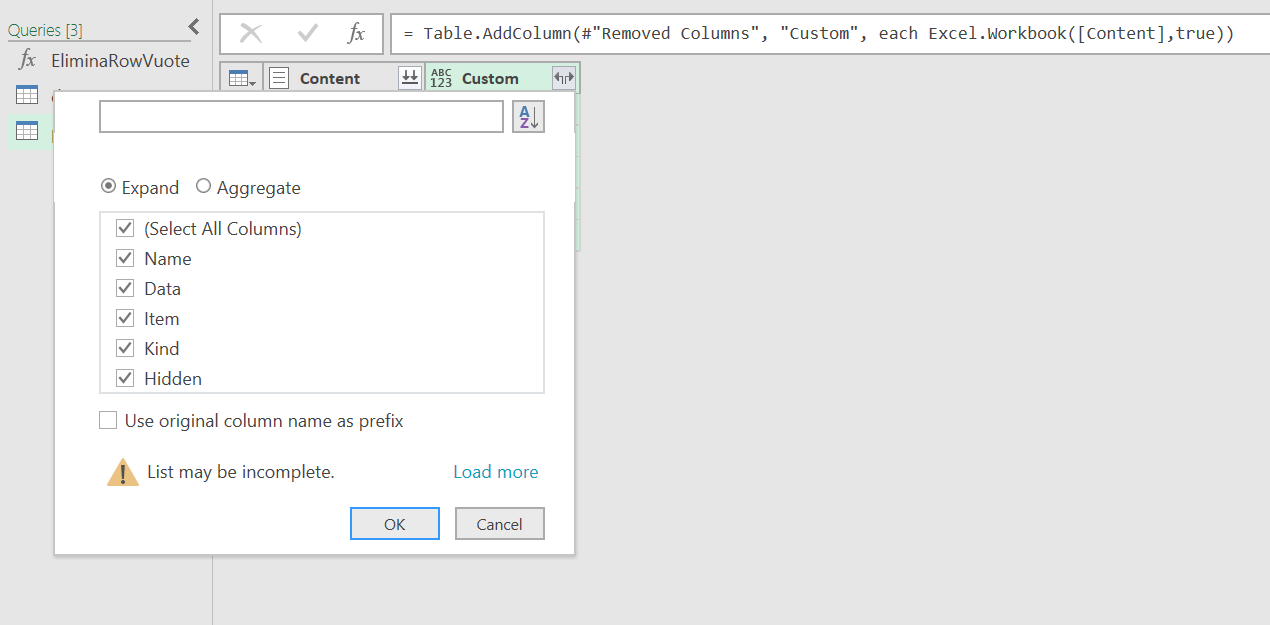 Queries [3]
fx
= Table.AddColumn(#"Removed Columns", "Custom", each Excel.Workbook([Content],true))
fx EliminaRowVuote
Content
ABC
123
Custom
A
Z
Expand
Aggregate
(Select All Columns)
Name
Data
Item
Kind
Hidden
Use original column name as prefix
List may be incomplete.
Load more
OK
Cancel